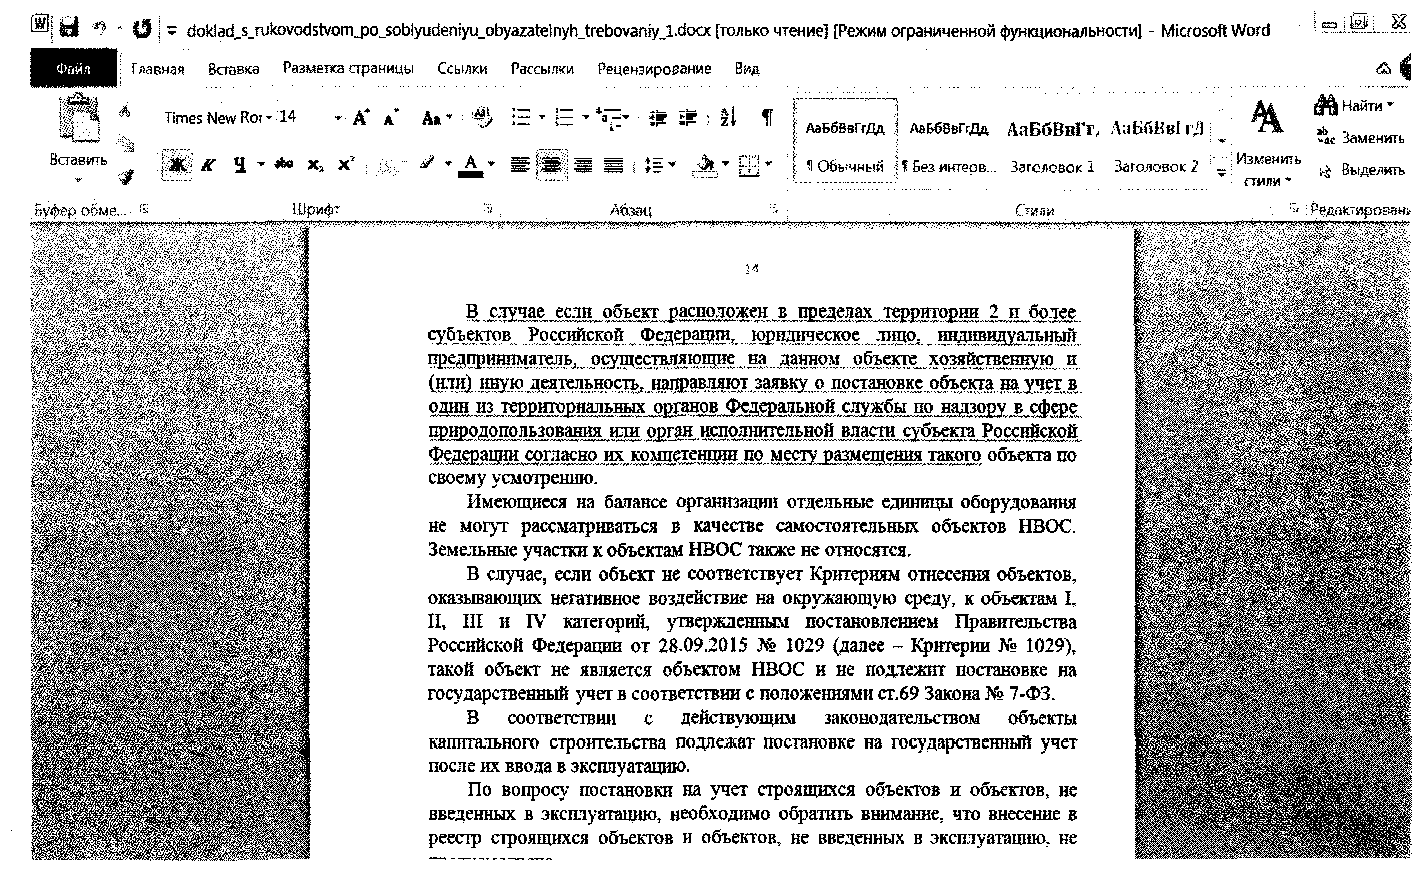 doklad_s_rukovodstvom_po_soblyudeniyu_obyazatelnyh_trebovaniy_1.docx [только чтение] [Режим ограниченной функциональности] - Microsoft Word
Файл Главная Вставка Разметка страницы Ссылки Рассылки Рецензирование Вид
Times New Ror 14
АаБбВвГгДд АаБбВвГгДд АаБбВвГг, АаБбВвГгД
Найти
Заменить
Выделить
Вставить
Ж К Ч abc x₂ x² А
¶ Обычный ¶ Без интерв... Заголовок 1 Заголовок 2
Изменить стили
Буфер обме... Шрифт Абзац Стили Редактировани
14
В случае если объект расположен в пределах территории 2 и более
субъектов Российской Федерации, юридическое лицо, индивидуальный
предприниматель, осуществляющие на данном объекте хозяйственную и
(или) иную деятельность, направляют заявку о постановке объекта на учет в
один из территориальных органов Федеральной службы по надзору в сфере
природопользования или орган исполнительной власти субъекта Российской
Федерации согласно их компетенции по месту размещения такого объекта по
своему усмотрению.
Имеющиеся на балансе организации отдельные единицы оборудования
не могут рассматриваться в качестве самостоятельных объектов НВОС.
Земельные участки к объектам НВОС также не относятся.
В случае, если объект не соответствует Критериям отнесения объектов,
оказывающих негативное воздействие на окружающую среду, к объектам I,
II, III и IV категорий, утвержденным постановлением Правительства
Российской Федерации от 28.09.2015 № 1029 (далее – Критерии № 1029),
такой объект не является объектом НВОС и не подлежит постановке на
государственный учет в соответствии с положениями ст.69 Закона № 7-ФЗ.
В соответствии с действующим законодательством объекты
капитального строительства подлежат постановке на государственный учет
после их ввода в эксплуатацию.
По вопросу постановки на учет строящихся объектов и объектов, не
введенных в эксплуатацию, необходимо обратить внимание, что внесение в
реестр строящихся объектов и объектов, не введенных в эксплуатацию, не